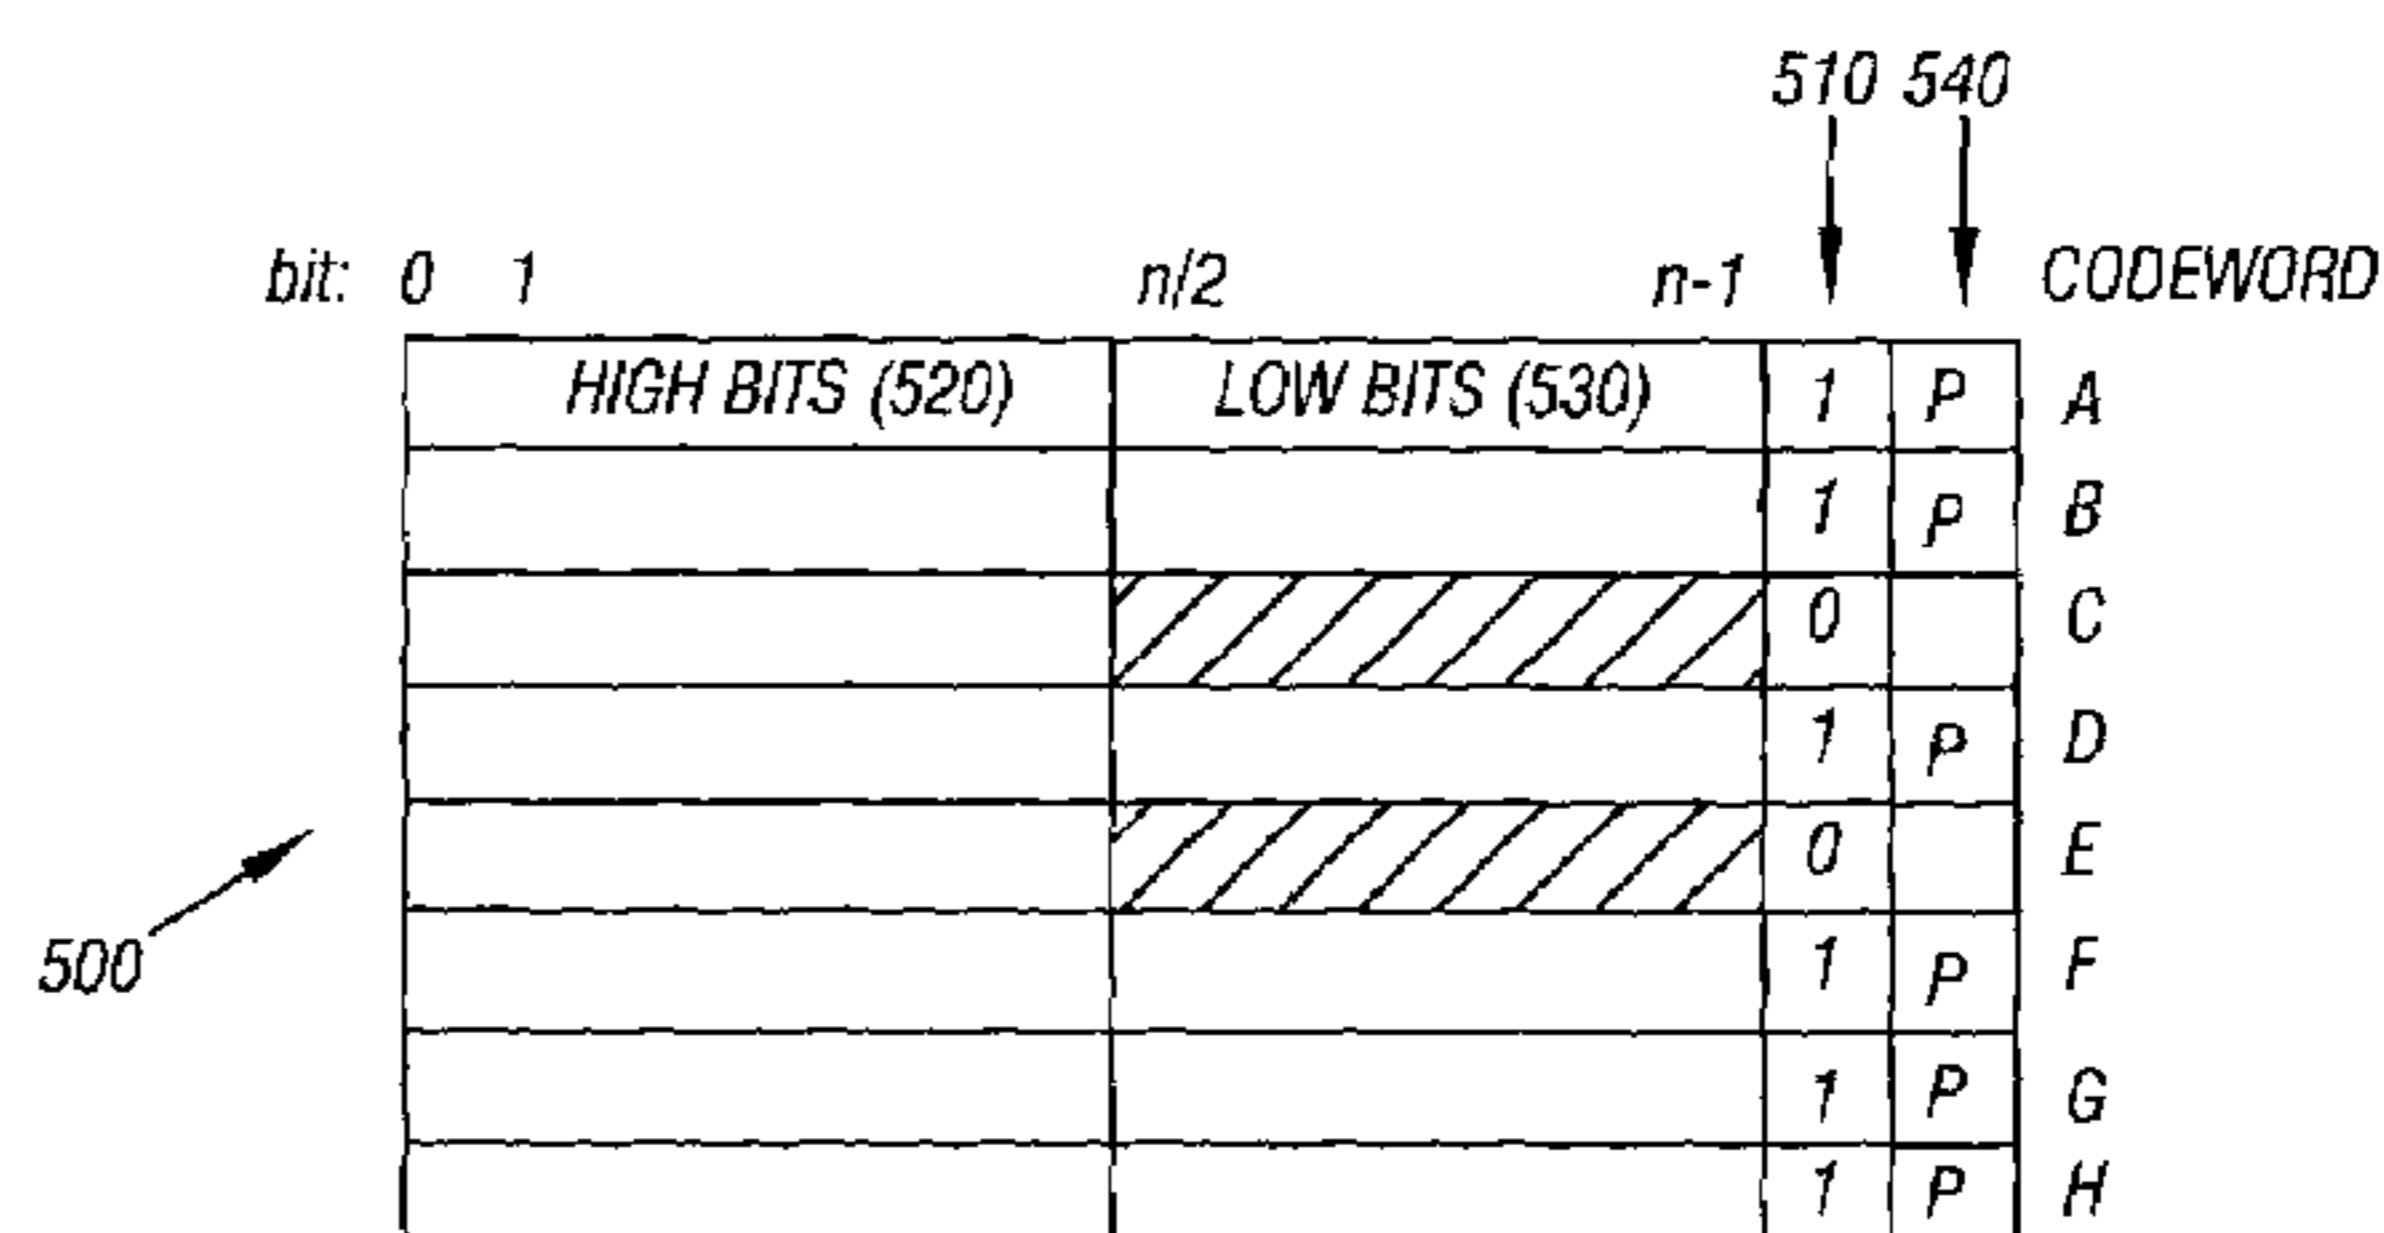 510 540
bit: 0 1 n/2 n-1 CODEWORD
HIGH BITS (520) LOW BITS (530) 1 P A
1 P B
0 C
1 P D
0 E
500
1 P F
1 P G
1 P H